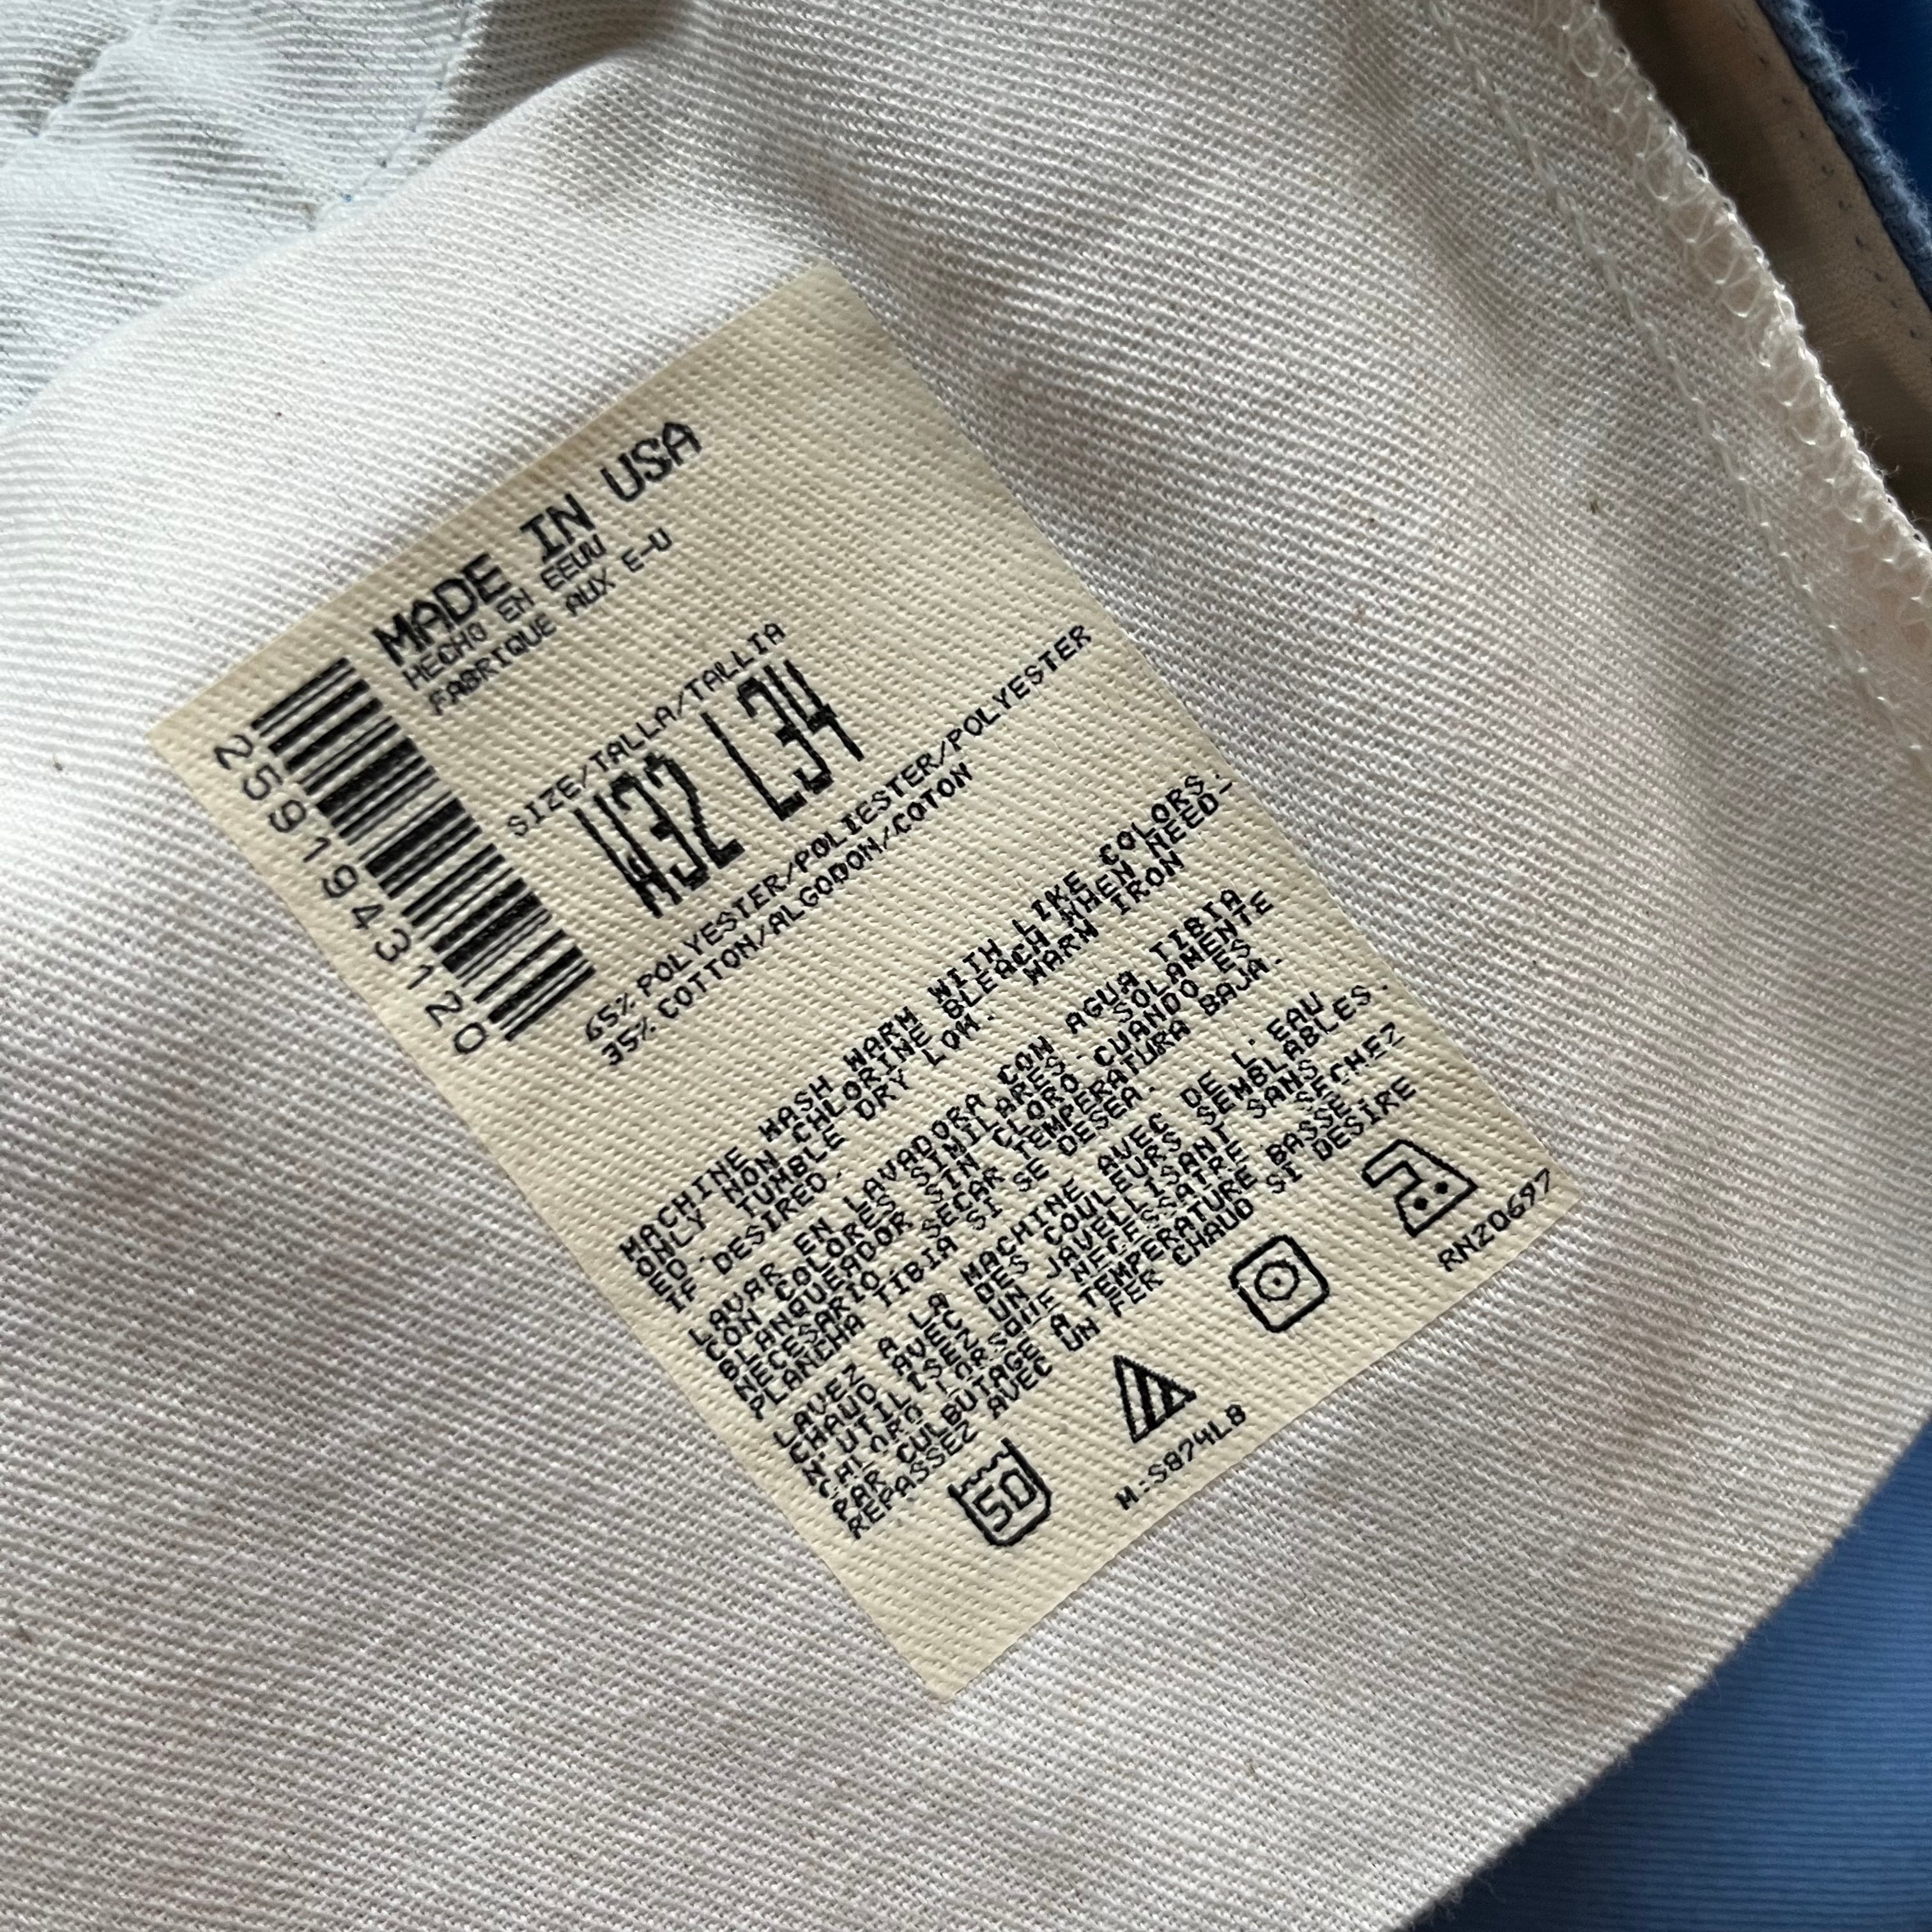 MADE IN USA
HECHO EN EEUU
FABRIQUE AUX E-U
SIZE/TALLA/TALLIA
W32 L34
65% POLYESTER/POLIESTER/POLYESTER
35% COTTON/ALGODON/COTON
2591943120
MACHINE WASH WARM WITH LIKE COLORS.
ONLY NON CHLORINE BLEACH WHEN NEED-
ED. TUMBLE DRY LOW. WARM IRON
IF DESIRED.
LAVAR EN LAVADORA CON AGUA TIBIA
CON COLORES SIMILARES. SOLAMENTE
BLANQUEADOR SIN CLORO CUANDO ES
NECESARIO. SECAR TEMPERATURA BAJA.
PLANCHA TIBIA SI SE DESEA.
LAVEZ A LA MACHINE AVEC DE L'EAU
CHAUD AVEC DES COULEURS SEMBLABLES.
N'UTILISEZ UN JAVELLISANT SANS
CHLORO LORSQUE NECESSAIRE. SECHEZ
PAR CULBUTAGE A TEMPERATURE BASSE.
REPASSEZ AVEC UN FER CHAUD SI DESIRE
50
M:S874L8
RN20697